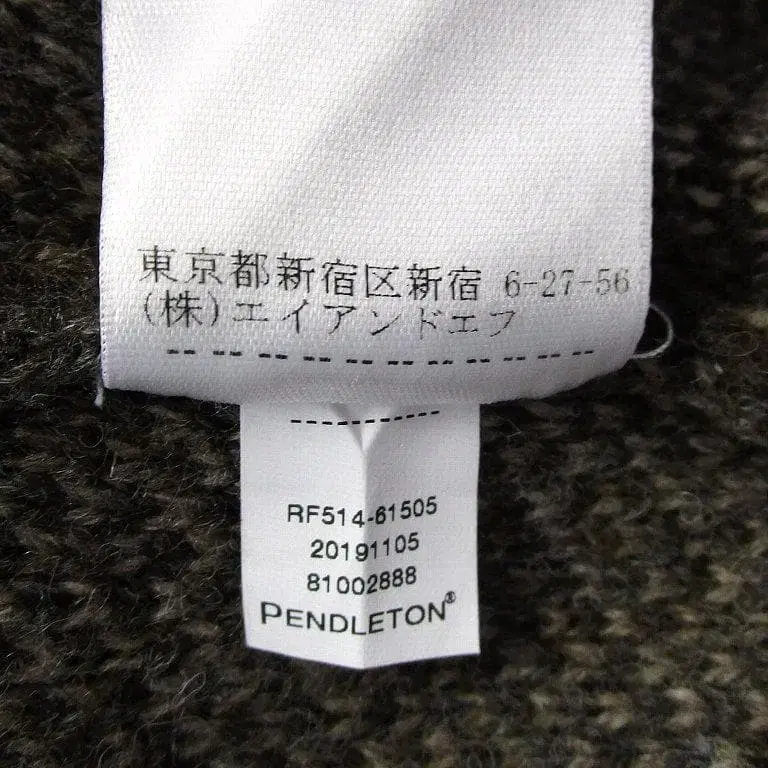 東京都新宿区新宿 6-27-56
(株)エイアンドエフ
RF514-61505
20191105
81002888
PENDLETON®